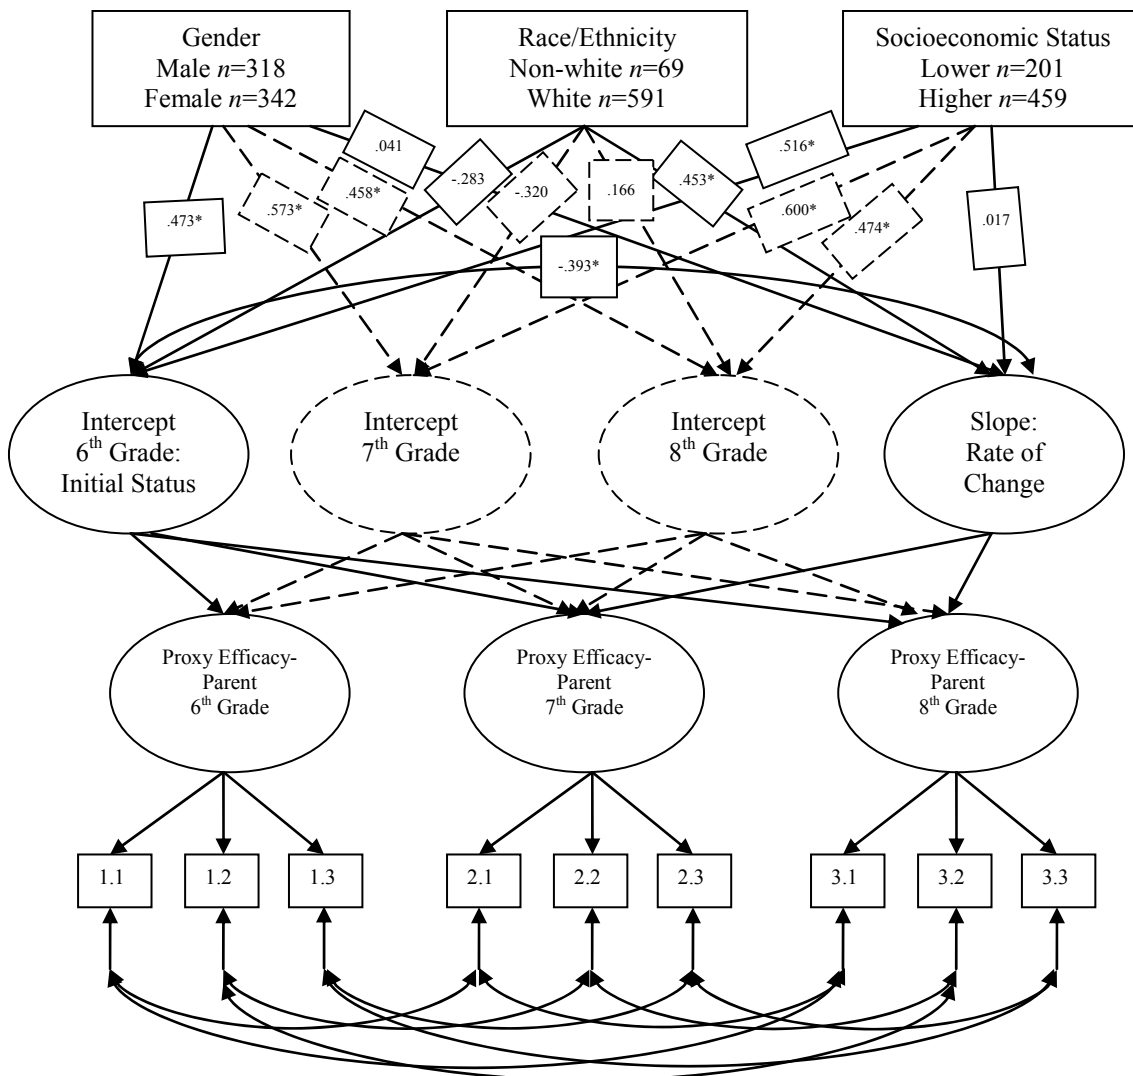 Gender
Male n=318
Female n=342
Race/Ethnicity
Non-white n=69
White n=591
Socioeconomic Status
Lower n=201
Higher n=459
.041
-.283
.516*
.473*
.573*
.458*
-.320
.166
.453*
.600*
.474*
.017
-.393*
Intercept
6th Grade:
Initial Status
Intercept
7th Grade
Intercept
8th Grade
Slope:
Rate of
Change
Proxy Efficacy-
Parent
6th Grade
Proxy Efficacy-
Parent
7th Grade
Proxy Efficacy-
Parent
8th Grade
1.1
1.2
1.3
2.1
2.2
2.3
3.1
3.2
3.3